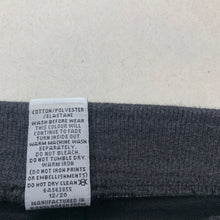 COTTON/POLYESTER
/ELASTANE
WASH BEFORE WEAR
THIS COLOUR WILL
CONTINUE TO FADE
TURN INSIDE OUT
WARM MACHINE WASH
SEPARATELY.
DO NOT BLEACH.
DO NOT TUMBLE DRY.
WARM IRON
(DO NOT IRON PRINTS
OR EMBELLISHMENTS)
DO NOT DRY CLEAN
12/20
MANUFACTURED IN